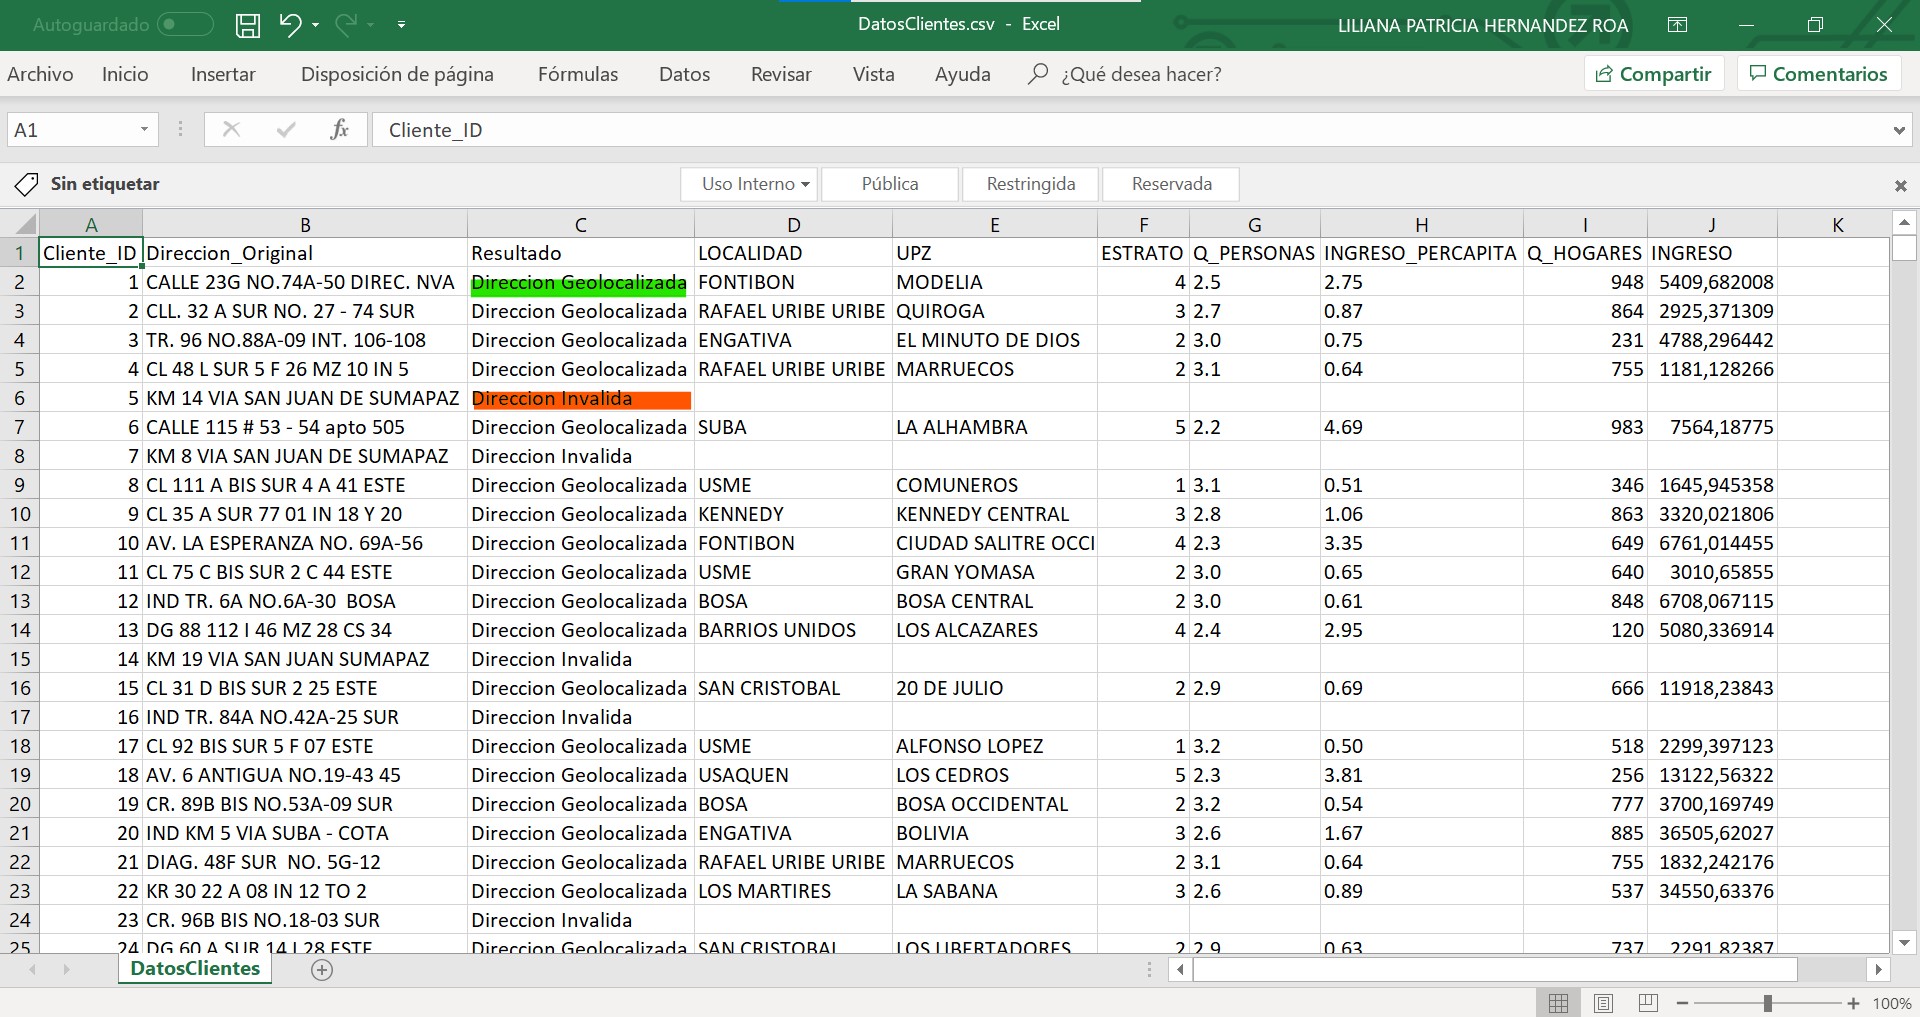 Autoguardado
DatosClientes.csv - Excel
LILIANA PATRICIA HERNANDEZ ROA
Archivo Inicio Insertar Disposición de página Fórmulas Datos Revisar Vista Ayuda ¿Qué desea hacer? Compartir Comentarios
A1 fx Cliente_ID
Sin etiquetar Uso Interno Pública Restringida Reservada
A B C D E F G H I J K
1 Cliente_ID Direccion_Original Resultado LOCALIDAD UPZ ESTRATO Q_PERSONAS INGRESO_PERCAPITA Q_HOGARES INGRESO
2 1 CALLE 23G NO.74A-50 DIREC. NVA Direccion Geolocalizada FONTIBON MODELIA 4 2.5 2.75 948 5409,682008
3 2 CLL. 32 A SUR NO. 27 - 74 SUR Direccion Geolocalizada RAFAEL URIBE URIBE QUIROGA 3 2.7 0.87 864 2925,371309
4 3 TR. 96 NO.88A-09 INT. 106-108 Direccion Geolocalizada ENGATIVA EL MINUTO DE DIOS 2 3.0 0.75 231 4788,296442
5 4 CL 48 L SUR 5 F 26 MZ 10 IN 5 Direccion Geolocalizada RAFAEL URIBE URIBE MARRUECOS 2 3.1 0.64 755 1181,128266
6 5 KM 14 VIA SAN JUAN DE SUMAPAZ Direccion Invalida
7 6 CALLE 115 # 53 - 54 apto 505 Direccion Geolocalizada SUBA LA ALHAMBRA 5 2.2 4.69 983 7564,18775
8 7 KM 8 VIA SAN JUAN DE SUMAPAZ Direccion Invalida
9 8 CL 111 A BIS SUR 4 A 41 ESTE Direccion Geolocalizada USME COMUNEROS 1 3.1 0.51 346 1645,945358
10 9 CL 35 A SUR 77 01 IN 18 Y 20 Direccion Geolocalizada KENNEDY KENNEDY CENTRAL 3 2.8 1.06 863 3320,021806
11 10 AV. LA ESPERANZA NO. 69A-56 Direccion Geolocalizada FONTIBON CIUDAD SALITRE OCCI 4 2.3 3.35 649 6761,014455
12 11 CL 75 C BIS SUR 2 C 44 ESTE Direccion Geolocalizada USME GRAN YOMASA 2 3.0 0.65 640 3010,65855
13 12 IND TR. 6A NO.6A-30  BOSA Direccion Geolocalizada BOSA BOSA CENTRAL 2 3.0 0.61 848 6708,067115
14 13 DG 88 112 I 46 MZ 28 CS 34 Direccion Geolocalizada BARRIOS UNIDOS LOS ALCAZARES 4 2.4 2.95 120 5080,336914
15 14 KM 19 VIA SAN JUAN SUMAPAZ Direccion Invalida
16 15 CL 31 D BIS SUR 2 25 ESTE Direccion Geolocalizada SAN CRISTOBAL 20 DE JULIO 2 2.9 0.69 666 11918,23843
17 16 IND TR. 84A NO.42A-25 SUR Direccion Invalida
18 17 CL 92 BIS SUR 5 F 07 ESTE Direccion Geolocalizada USME ALFONSO LOPEZ 1 3.2 0.50 518 2299,397123
19 18 AV. 6 ANTIGUA NO.19-43 45 Direccion Geolocalizada USAQUEN LOS CEDROS 5 2.3 3.81 256 13122,56322
20 19 CR. 89B BIS NO.53A-09 SUR Direccion Geolocalizada BOSA BOSA OCCIDENTAL 2 3.2 0.54 777 3700,169749
21 20 IND KM 5 VIA SUBA - COTA Direccion Geolocalizada ENGATIVA BOLIVIA 3 2.6 1.67 885 36505,62027
22 21 DIAG. 48F SUR  NO. 5G-12 Direccion Geolocalizada RAFAEL URIBE URIBE MARRUECOS 2 3.1 0.64 755 1832,242176
23 22 KR 30 22 A 08 IN 12 TO 2 Direccion Geolocalizada LOS MARTIRES LA SABANA 3 2.6 0.89 537 34550,63376
24 23 CR. 96B BIS NO.18-03 SUR Direccion Invalida
25 24 DG 60 A SUR 14 I 28 ESTE Direccion Geolocalizada SAN CRISTOBAL LOS LIBERTADORES 2 2.9 0.63 737 2291,82387
DatosClientes
100%